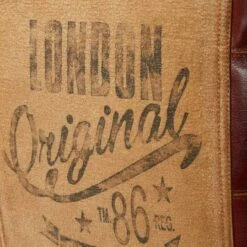 LONDON
Original
TM. 86 REG.